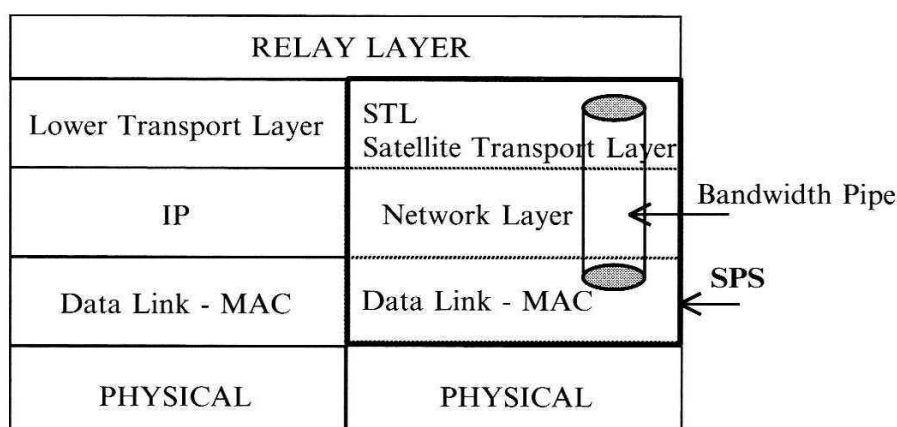 RELAY LAYER
Lower Transport Layer
STL
Satellite Transport Layer
IP
Network Layer
Bandwidth Pipe
SPS
Data Link - MAC
Data Link - MAC
PHYSICAL
PHYSICAL